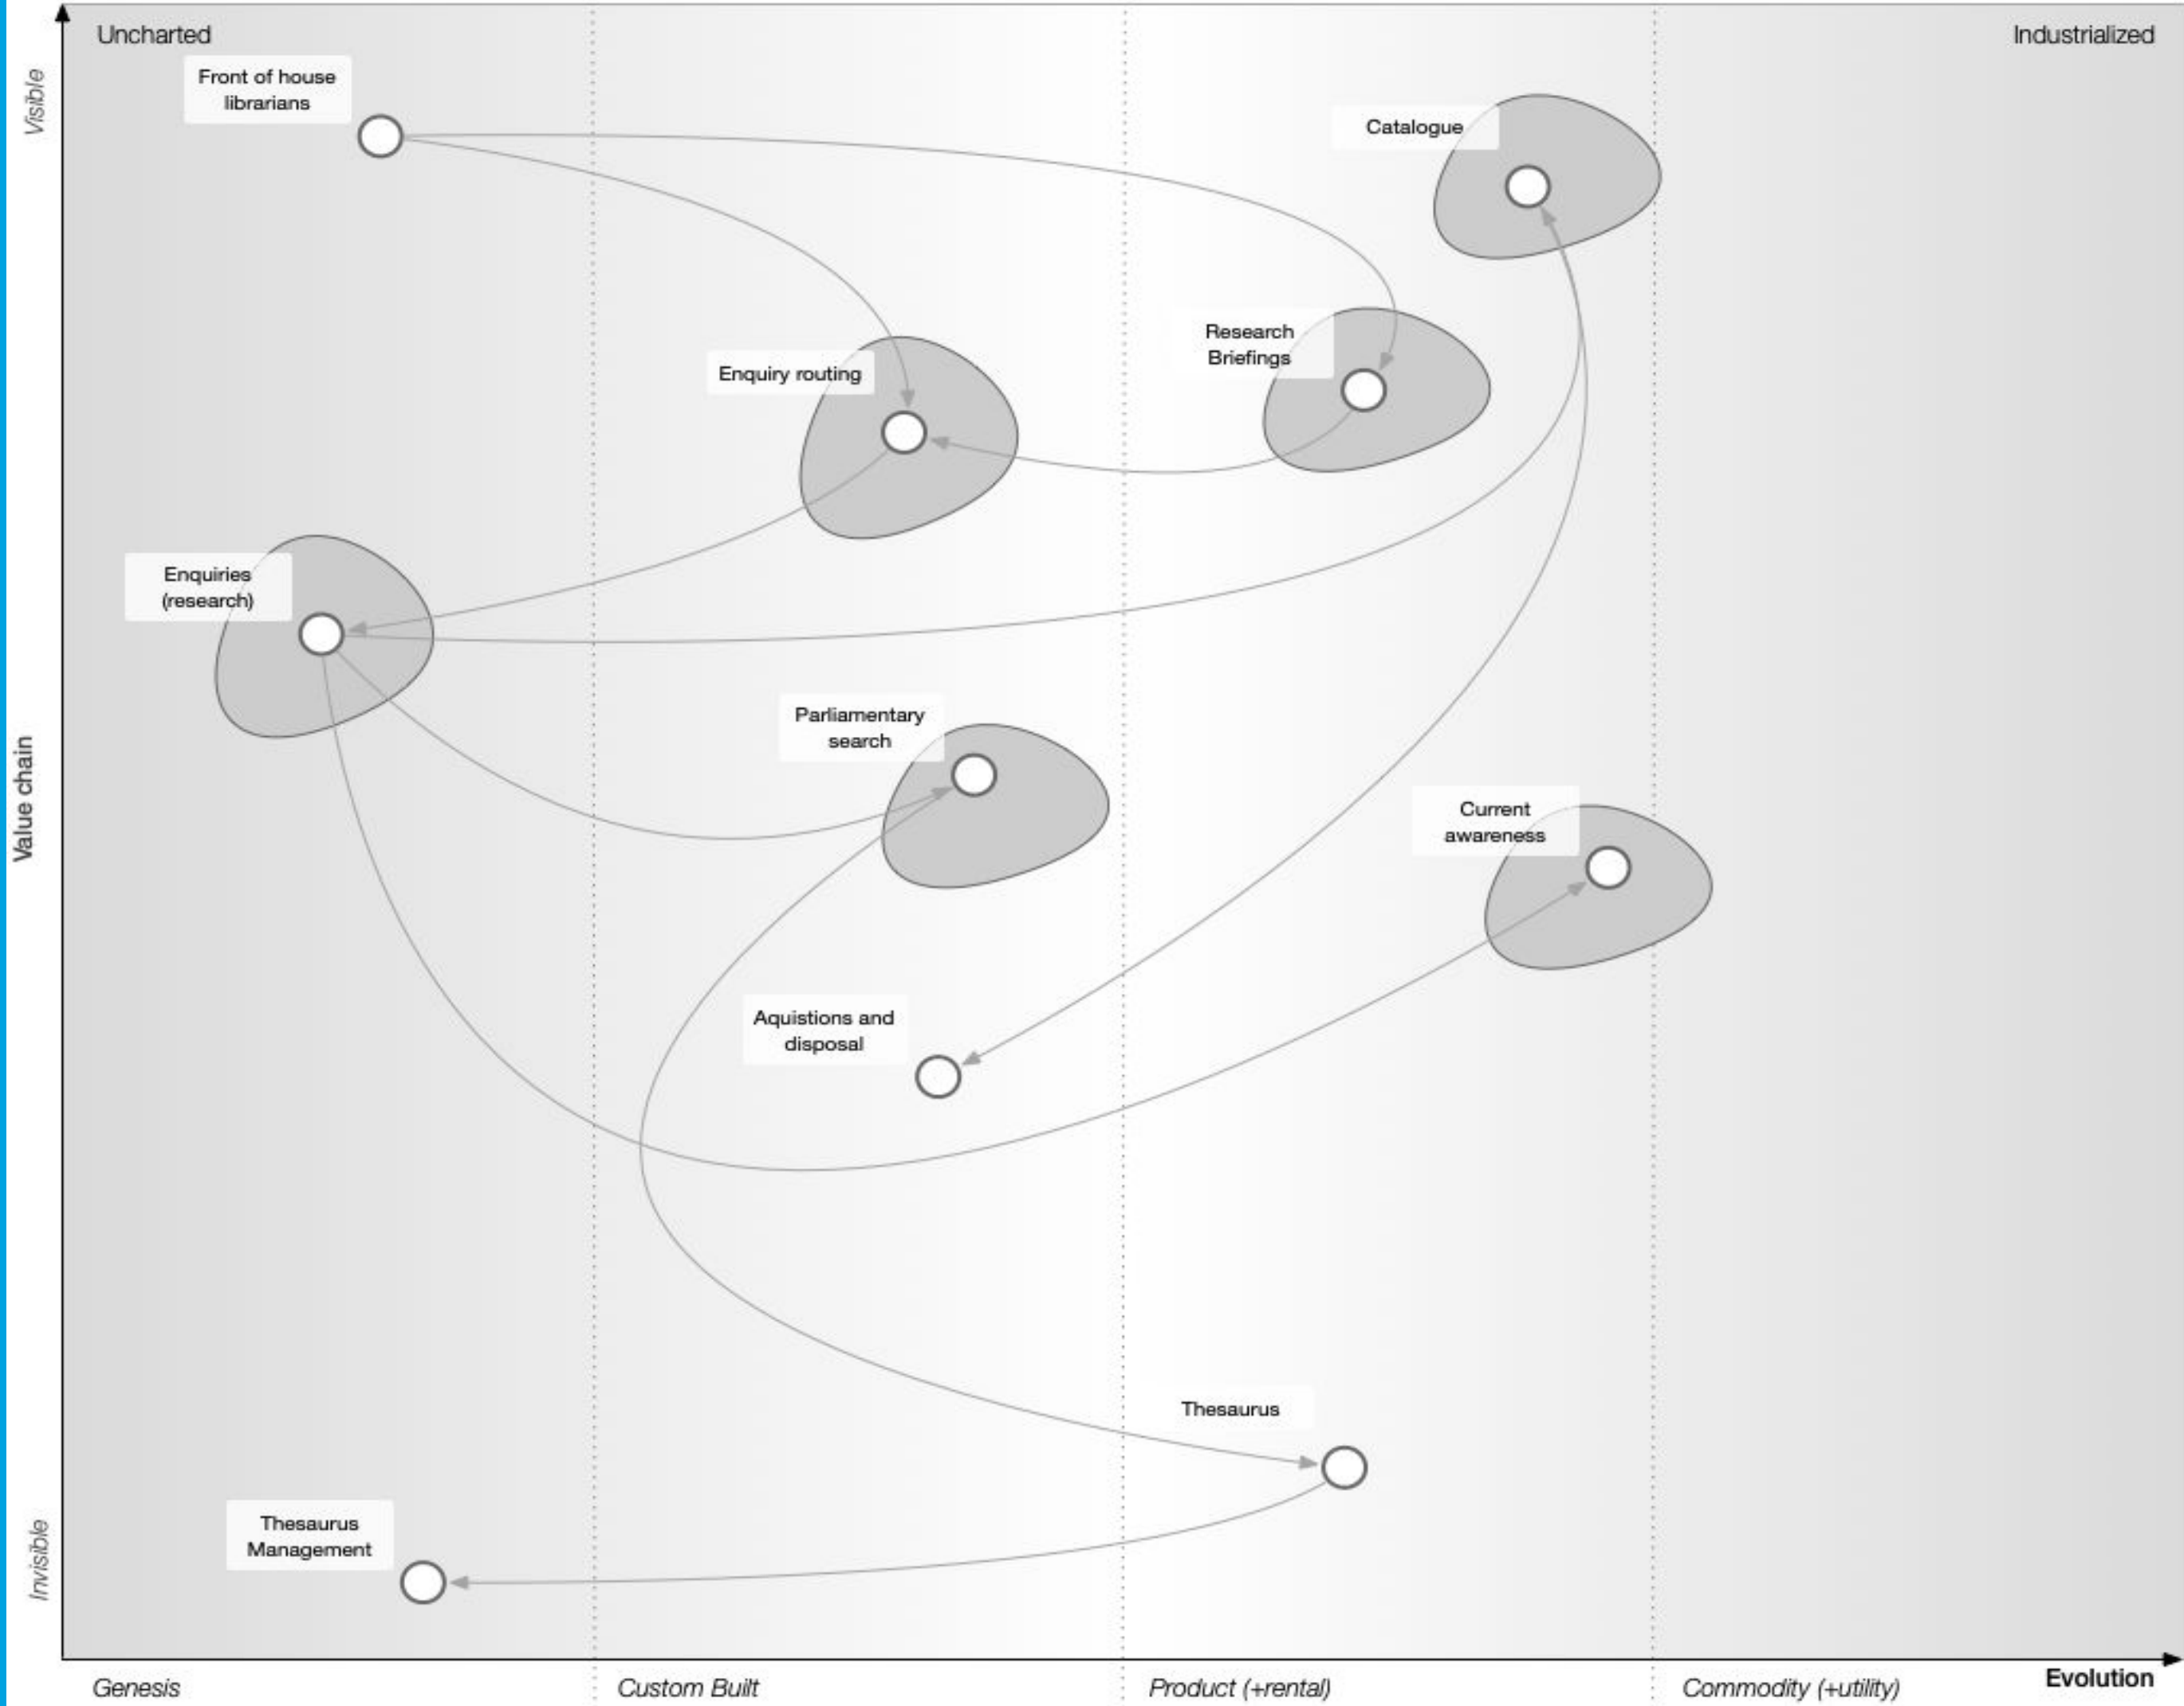 Uncharted
Industrialized
Visible
Front of house
librarians
Catalogue
Research
Briefings
Enquiry routing
Enquiries
(research)
Parliamentary
search
Value chain
Current
awareness
Aquistions and
disposal
Thesaurus
Thesaurus
Management
Invisible
Genesis
Custom Built
Product (+rental)
Commodity (+utility)
Evolution